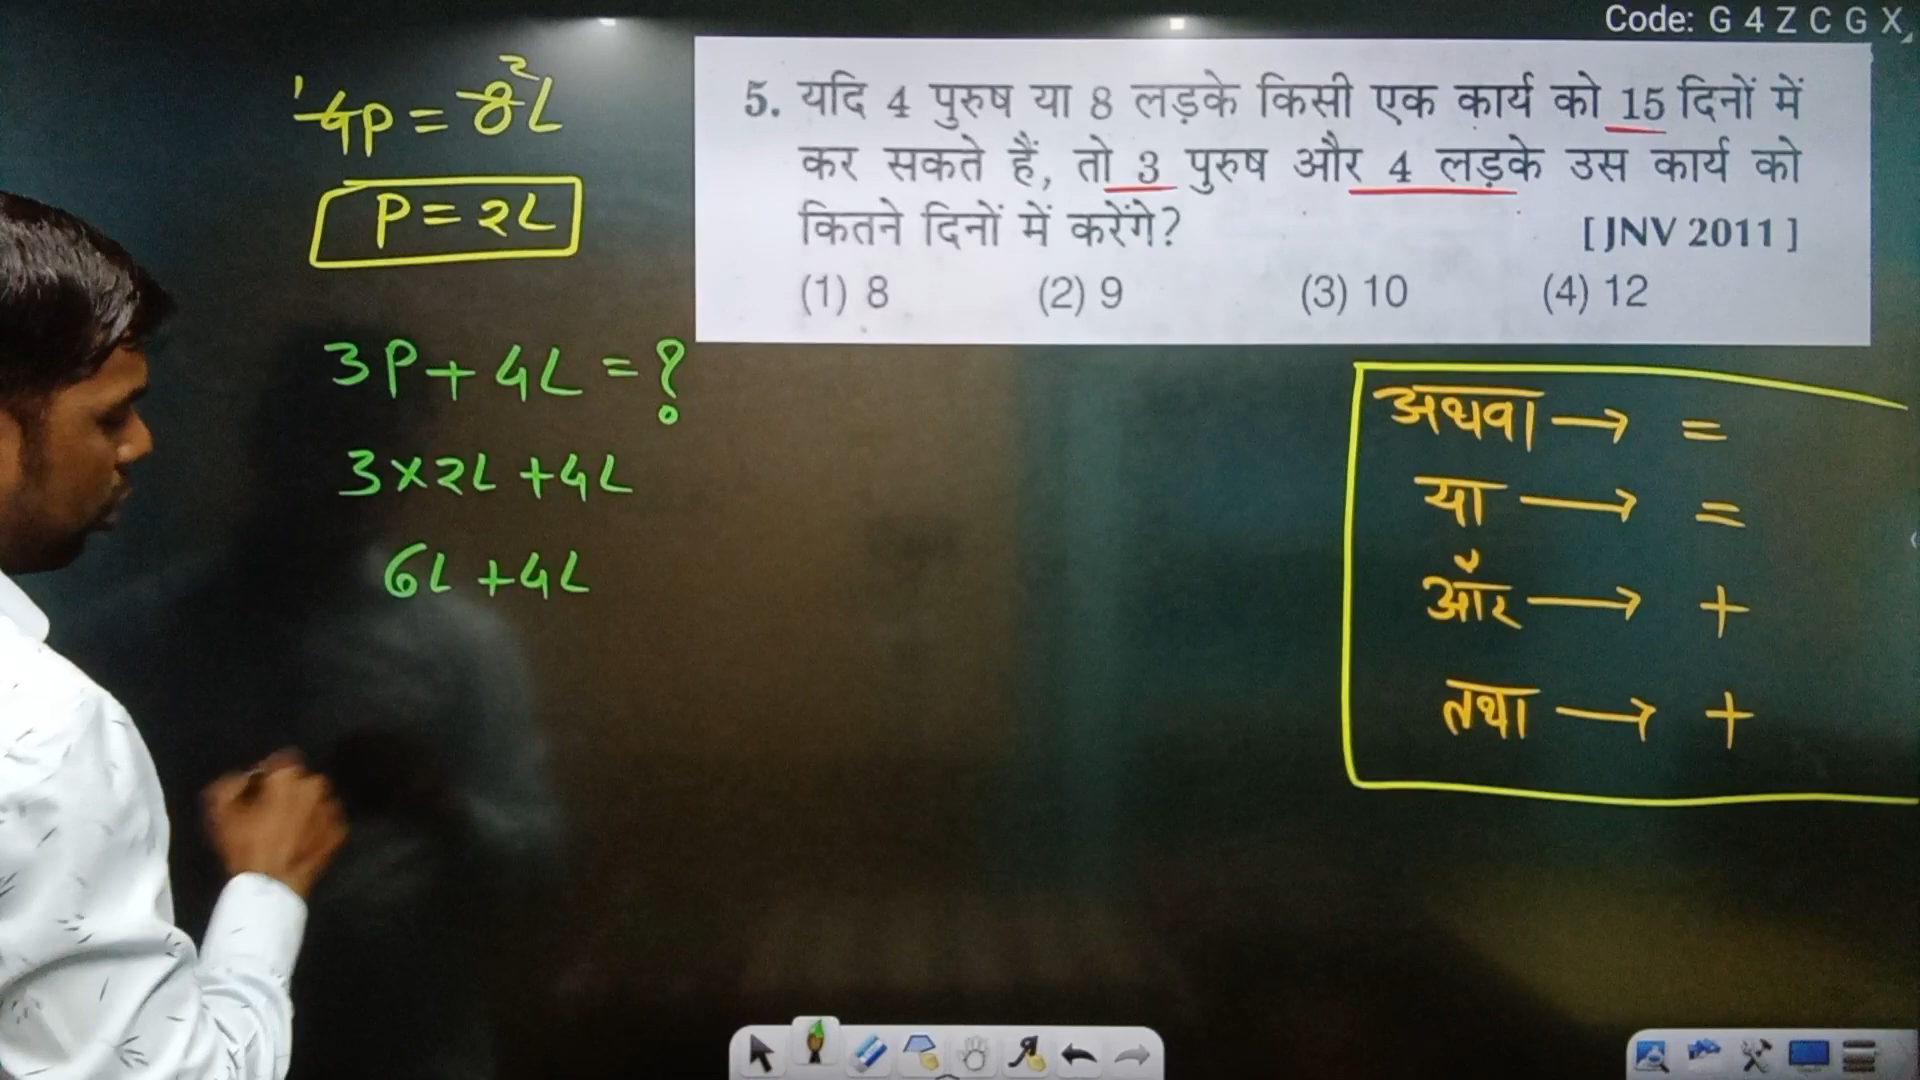 Code: G 4 Z C G X
5. यदि 4 पुरुष या 8 लड़के किसी एक कार्य को 15 दिनों में
कर सकते हैं, तो 3 पुरुष और 4 लड़के उस कार्य को
कितने दिनों में करेंगे? [ JNV 2011 ]
(1) 8 (2) 9 (3) 10 (4) 12
1 2
4P = 8L
P = 2L
3P + 4L = ?
3 × 2L + 4L
6L + 4L
अथवा → =
या → =
और → +
तथा → +